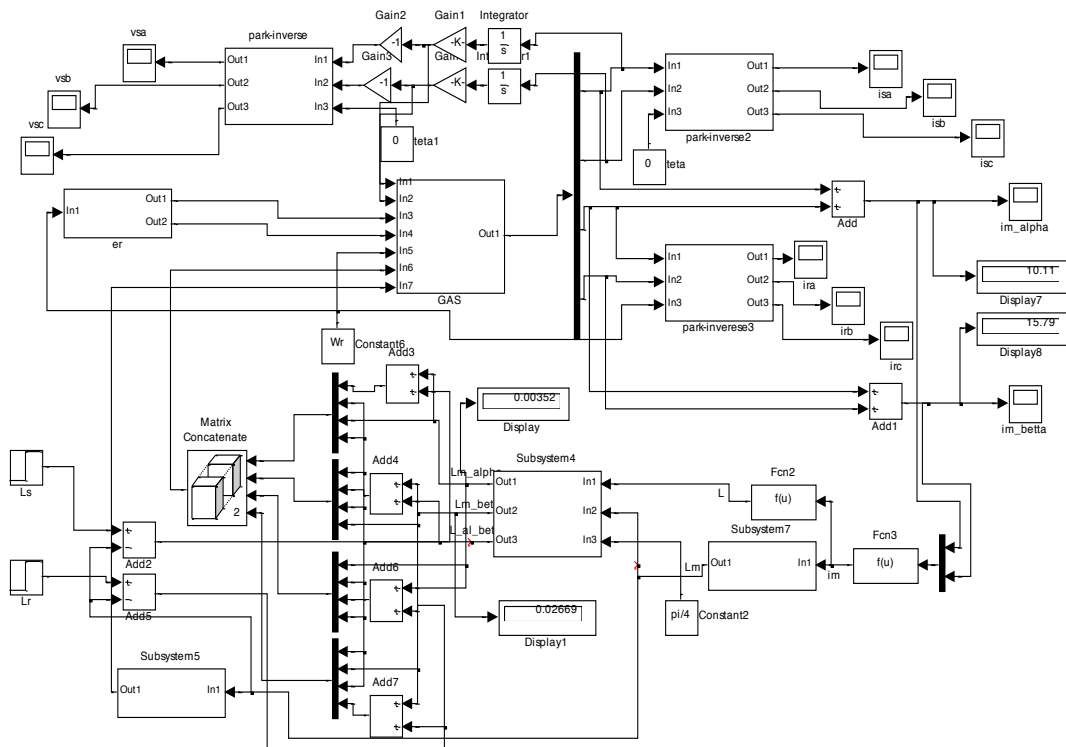 Gain2 Gain1 Integrator
vsa park-inverse
1
s
-K-
-1
Gain3
Out1 In1
Out2 In2
Out3 In3
vsb
vsc
-1
-K-
1
s
0
teta1
In1 Out1
In2 Out2
In3 Out3
park-inverse2
isa
isb
isc
0
teta
In1
In2
In3
In4
In5
In6
In7
Out1
GAS
In1 Out1
Out2
er
+
+
Add
im_alpha
10.11
Display7
15.79
Display8
In1 Out1
In2 Out2
In3 Out3
park-inverese3
ira
irb
irc
Wr
Constant6
Add3
+
+
+
+
Add1
im_betta
0.00352
Display
Matrix
Concatenate
2
Ls
Lr
Add4
+
+
Subsystem4
Lm_alpha
Lm_bet
L_al_bet
Out1 In1
Out2 In2
Out3 In3
L
Fcn2
f(u)
Subsystem7
Lm
Out1 In1
im
Fcn3
f(u)
+
−
Add2
+
−
Add5
Add6
+
+
pi/4
Constant2
0.02669
Display1
Subsystem5
Out1 In1
Add7
+
+